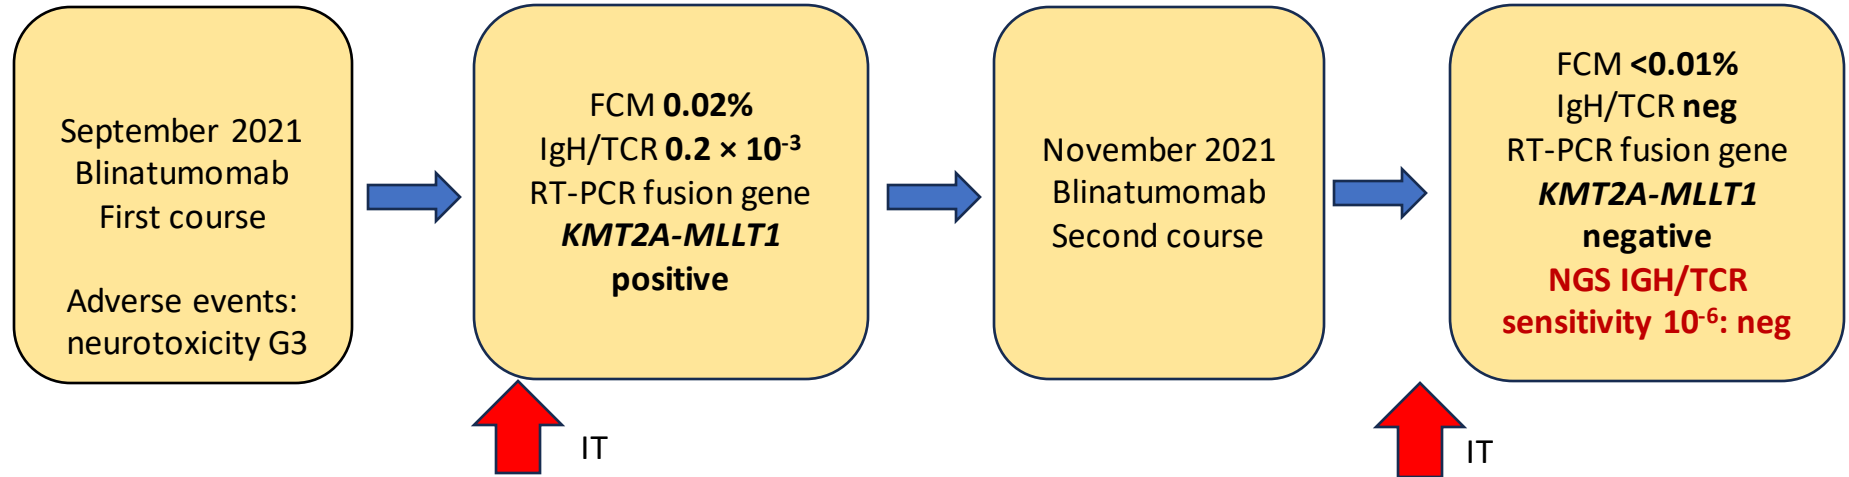 September 2021
Blinatumomab
First course
Adverse events:
neurotoxicity G3
FCM 0.02%
IgH/TCR 0.2 × 10⁻³
RT-PCR fusion gene
KMT2A-MLLT1
positive
November 2021
Blinatumomab
Second course
FCM <0.01%
IgH/TCR neg
RT-PCR fusion gene
KMT2A-MLLT1
negative
NGS IGH/TCR
sensitivity 10⁻⁶: neg
IT
IT